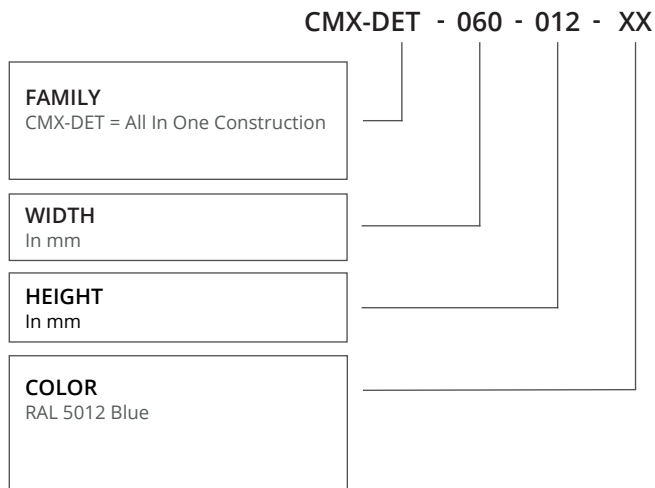 CMX-DET - 060 - 012 - XX
FAMILY
CMX-DET = All In One Construction
WIDTH
In mm
HEIGHT
In mm
COLOR
RAL 5012 Blue